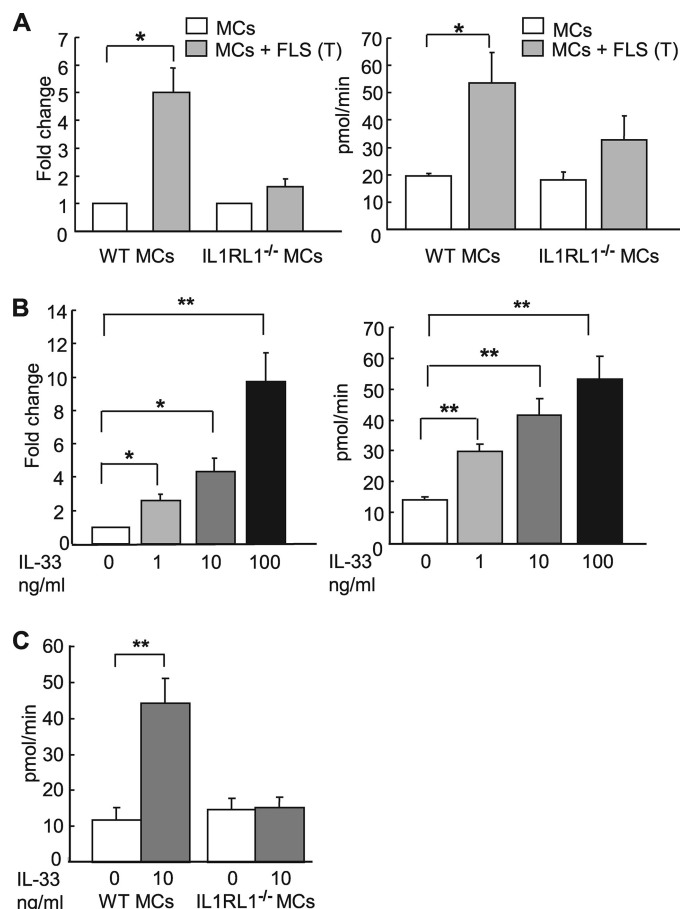 A
MCs
MCs + FLS (T)
Fold change
7
6
5
4
3
2
1
0
*
WT MCs IL1RL1-/- MCs
MCs
MCs + FLS (T)
pmol/min
70
60
50
40
30
20
10
0
*
WT MCs IL1RL1-/- MCs
B
Fold change
14
12
10
8
6
4
2
0
**
*
*
IL-33 0 1 10 100
ng/ml
pmol/min
70
60
50
40
30
20
10
0
**
**
**
IL-33 0 1 10 100
ng/ml
C
pmol/min
60
50
40
30
20
10
0
**
IL-33 0 10 0 10
ng/ml WT MCs IL1RL1-/- MCs